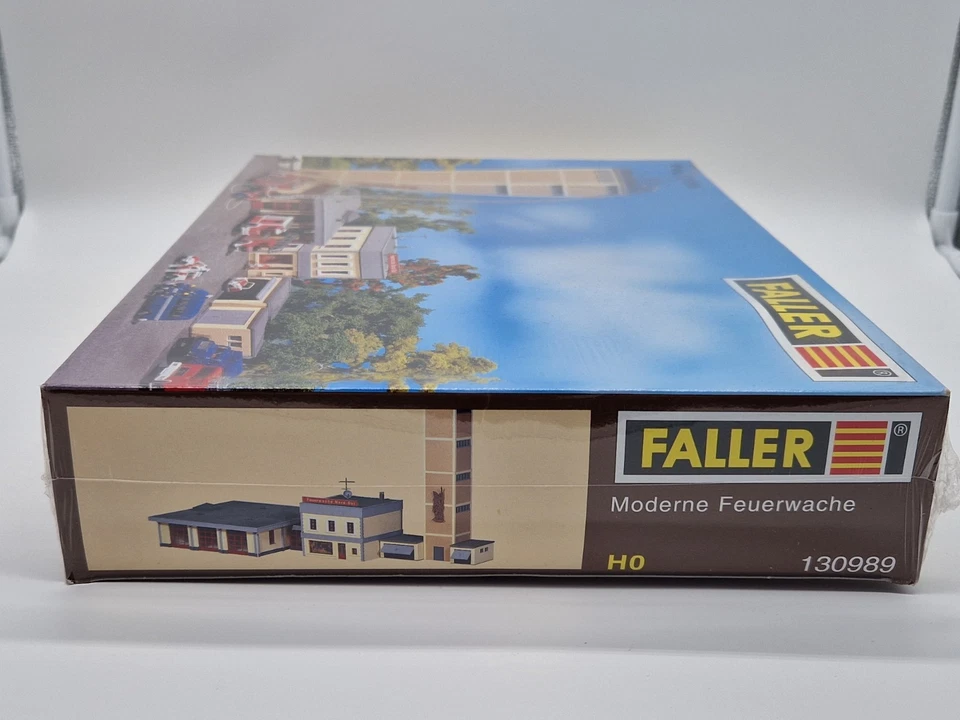 FALLER
®
FALLER
®
Moderne Feuerwache
H0
130989